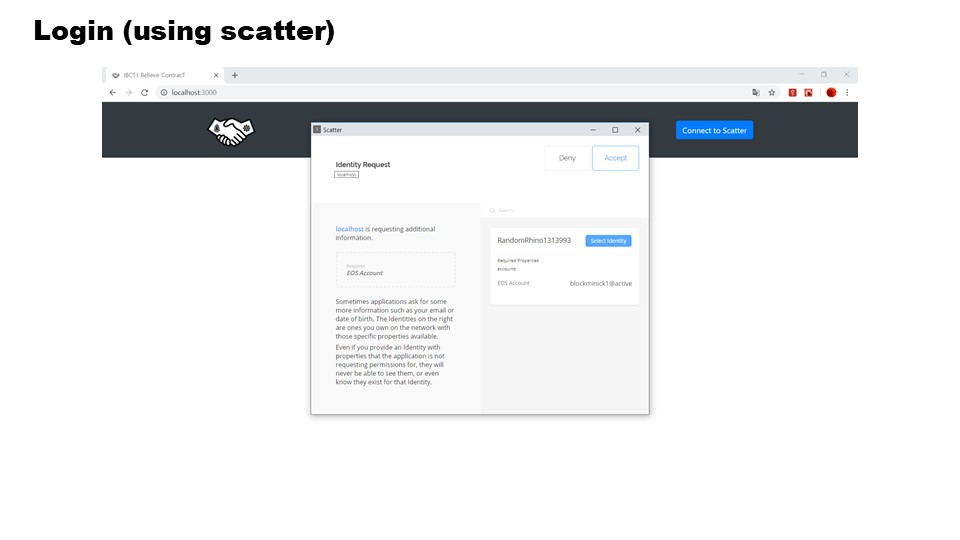 Login (using scatter)
IBCT!! Believe ContracT
localhost:3000
Connect to Scatter
Scatter
Identity Request
localhost
Deny
Accept
Search
localhost is requesting additional
information.
Requires
EOS Account
Sometimes applications ask for some
more information such as your email or
date of birth. The Identities on the right
are ones you own on the network with
those specific properties available.
Even if you provide an Identity with
properties that the application is not
requesting permissions for, they will
never be able to see them, or even
know they exist for that Identity.
RandomRhino1313993
Select Identity
Required Properties
accounts
EOS Account
blockminick1@active